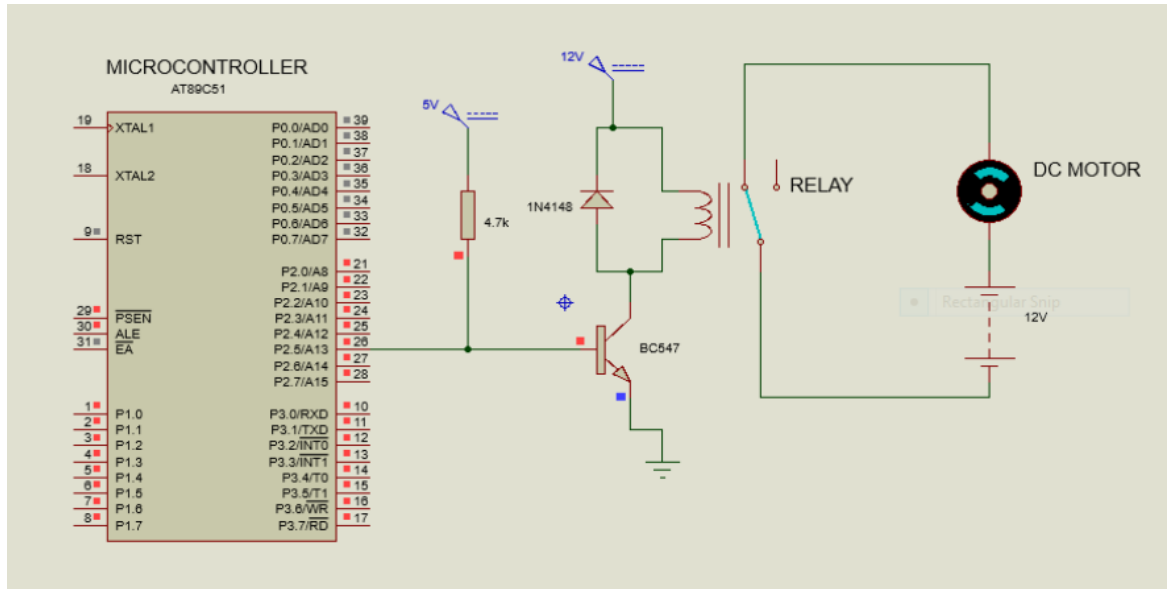 MICROCONTROLLER
AT89C51
19 XTAL1
18 XTAL2
9 RST
29 PSEN
30 ALE
31 EA
1 P1.0
2 P1.1
3 P1.2
4 P1.3
5 P1.4
6 P1.5
7 P1.6
8 P1.7
P0.0/AD0 39
P0.1/AD1 38
P0.2/AD2 37
P0.3/AD3 36
P0.4/AD4 35
P0.5/AD5 34
P0.6/AD6 33
P0.7/AD7 32
P2.0/A8 21
P2.1/A9 22
P2.2/A10 23
P2.3/A11 24
P2.4/A12 25
P2.5/A13 26
P2.6/A14 27
P2.7/A15 28
P3.0/RXD 10
P3.1/TXD 11
P3.2/INT0 12
P3.3/INT1 13
P3.4/T0 14
P3.5/T1 15
P3.6/WR 16
P3.7/RD 17
5V
4.7k
12V
1N4148
BC547
RELAY
DC MOTOR
Rectangular Snip
12V